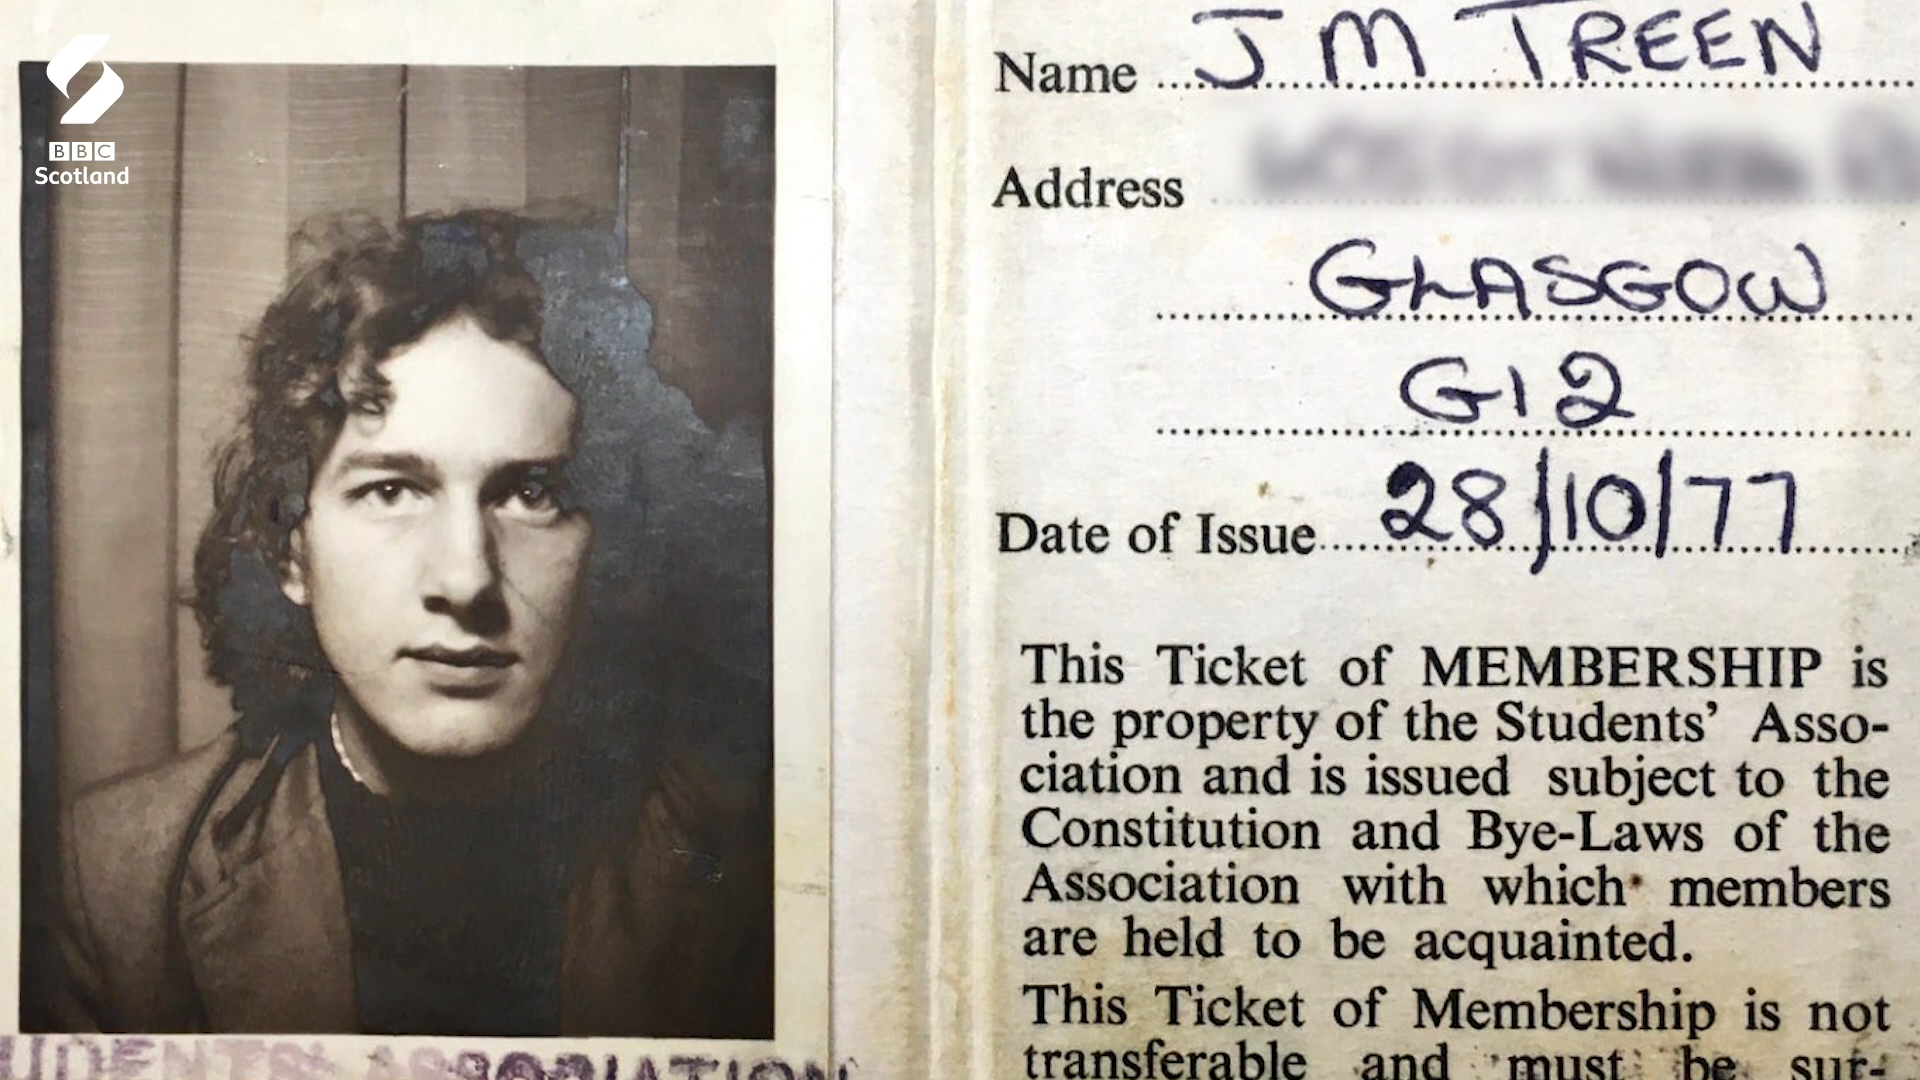 BBC
Scotland
Name J M TREEN
Address
GLASGOW
G12
Date of Issue 28/10/77
This Ticket of MEMBERSHIP is
the property of the Students' Asso-
ciation and is issued subject to the
Constitution and Bye-Laws of the
Association with which members
are held to be acquainted.
This Ticket of Membership is not
transferable and must be sur-
UDENTS' ASSOCIATION